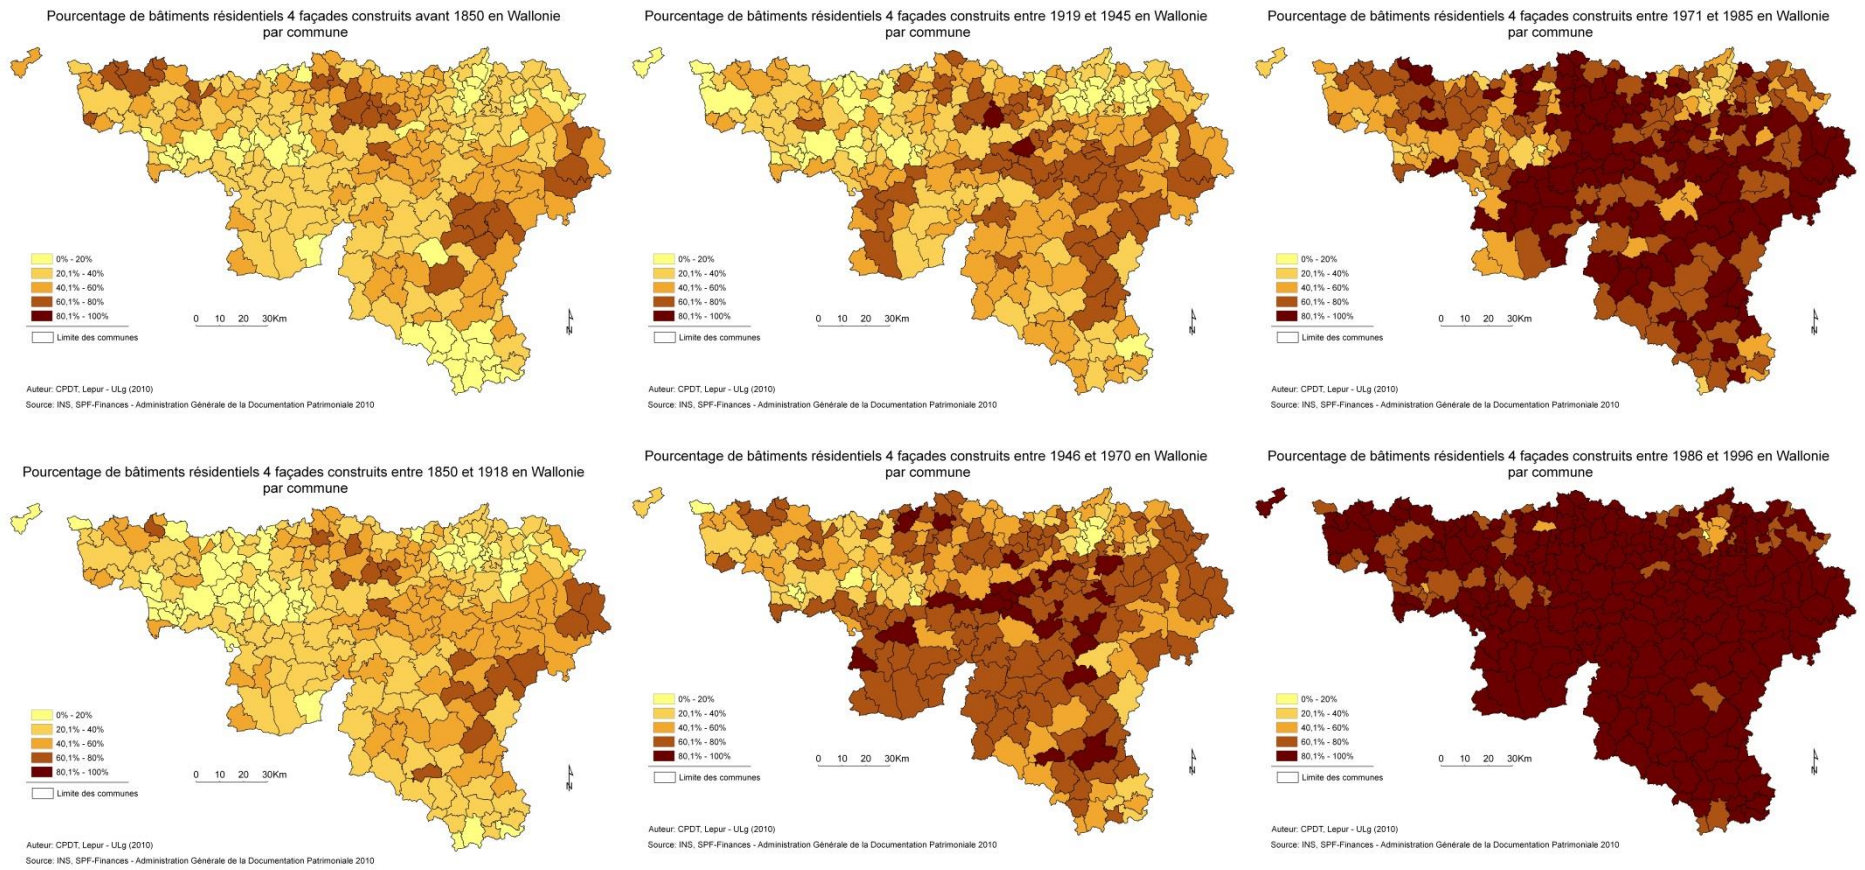 Pourcentage de bâtiments résidentiels 4 façades construits avant 1850 en Wallonie
par commune
0% - 20%
20,1% - 40%
40,1% - 60%
60,1% - 80%
80,1% - 100%
Limite des communes
0 10 20 30Km
N
Auteur: CPDT, Lepur - ULg (2010)
Source: INS, SPF-Finances - Administration Générale de la Documentation Patrimoniale 2010
Pourcentage de bâtiments résidentiels 4 façades construits entre 1919 et 1945 en Wallonie
par commune
0% - 20%
20,1% - 40%
40,1% - 60%
60,1% - 80%
80,1% - 100%
Limite des communes
0 10 20 30Km
N
Auteur: CPDT, Lepur - ULg (2010)
Source: INS, SPF-Finances - Administration Générale de la Documentation Patrimoniale 2010
Pourcentage de bâtiments résidentiels 4 façades construits entre 1971 et 1985 en Wallonie
par commune
0% - 20%
20,1% - 40%
40,1% - 60%
60,1% - 80%
80,1% - 100%
Limite des communes
0 10 20 30Km
N
Auteur: CPDT, Lepur - ULg (2010)
Source: INS, SPF-Finances - Administration Générale de la Documentation Patrimoniale 2010
Pourcentage de bâtiments résidentiels 4 façades construits entre 1850 et 1918 en Wallonie
par commune
0% - 20%
20,1% - 40%
40,1% - 60%
60,1% - 80%
80,1% - 100%
Limite des communes
0 10 20 30Km
N
Auteur: CPDT, Lepur - ULg (2010)
Source: INS, SPF-Finances - Administration Générale de la Documentation Patrimoniale 2010
Pourcentage de bâtiments résidentiels 4 façades construits entre 1946 et 1970 en Wallonie
par commune
0% - 20%
20,1% - 40%
40,1% - 60%
60,1% - 80%
80,1% - 100%
Limite des communes
0 10 20 30Km
N
Auteur: CPDT, Lepur - ULg (2010)
Source: INS, SPF-Finances - Administration Générale de la Documentation Patrimoniale 2010
Pourcentage de bâtiments résidentiels 4 façades construits entre 1986 et 1996 en Wallonie
par commune
0% - 20%
20,1% - 40%
40,1% - 60%
60,1% - 80%
80,1% - 100%
Limite des communes
0 10 20 30Km
N
Auteur: CPDT, Lepur - ULg (2010)
Source: INS, SPF-Finances - Administration Générale de la Documentation Patrimoniale 2010